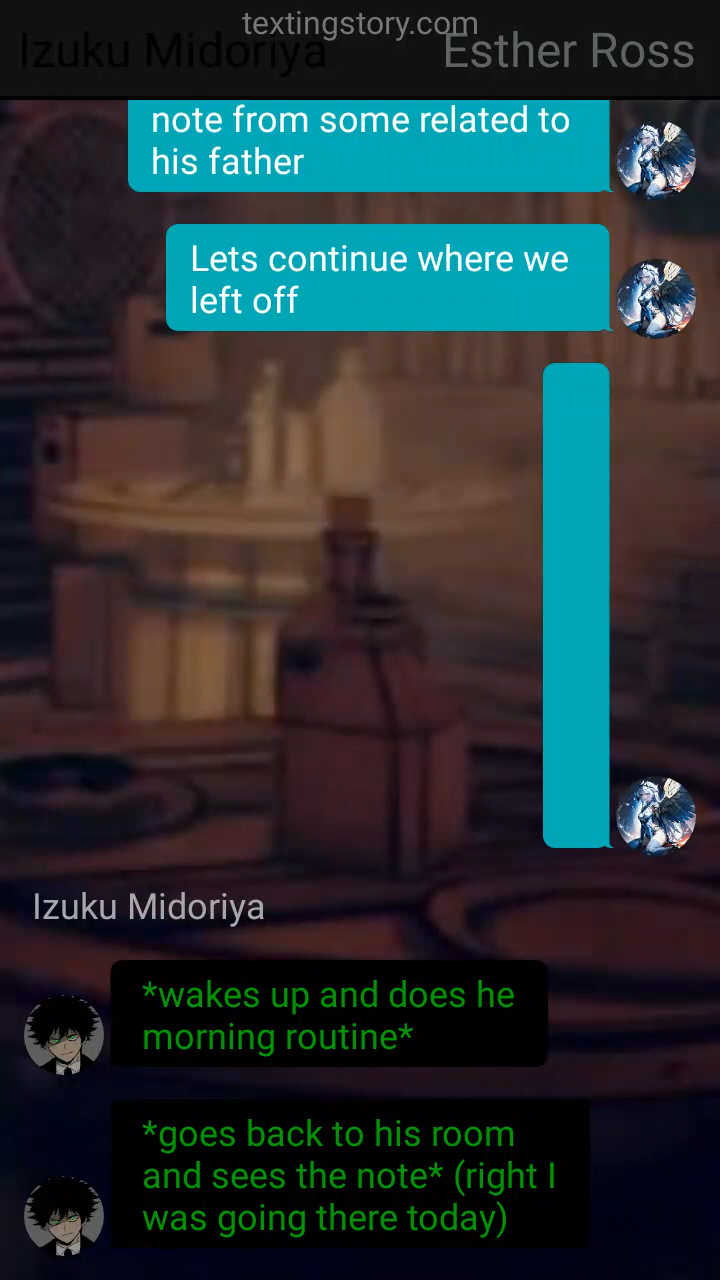 textingstory.com
Izuku Midoriya
Esther Ross
note from some related to
his father
Lets continue where we
left off
Izuku Midoriya
*wakes up and does he
morning routine*
*goes back to his room
and sees the note* (right I
was going there today)